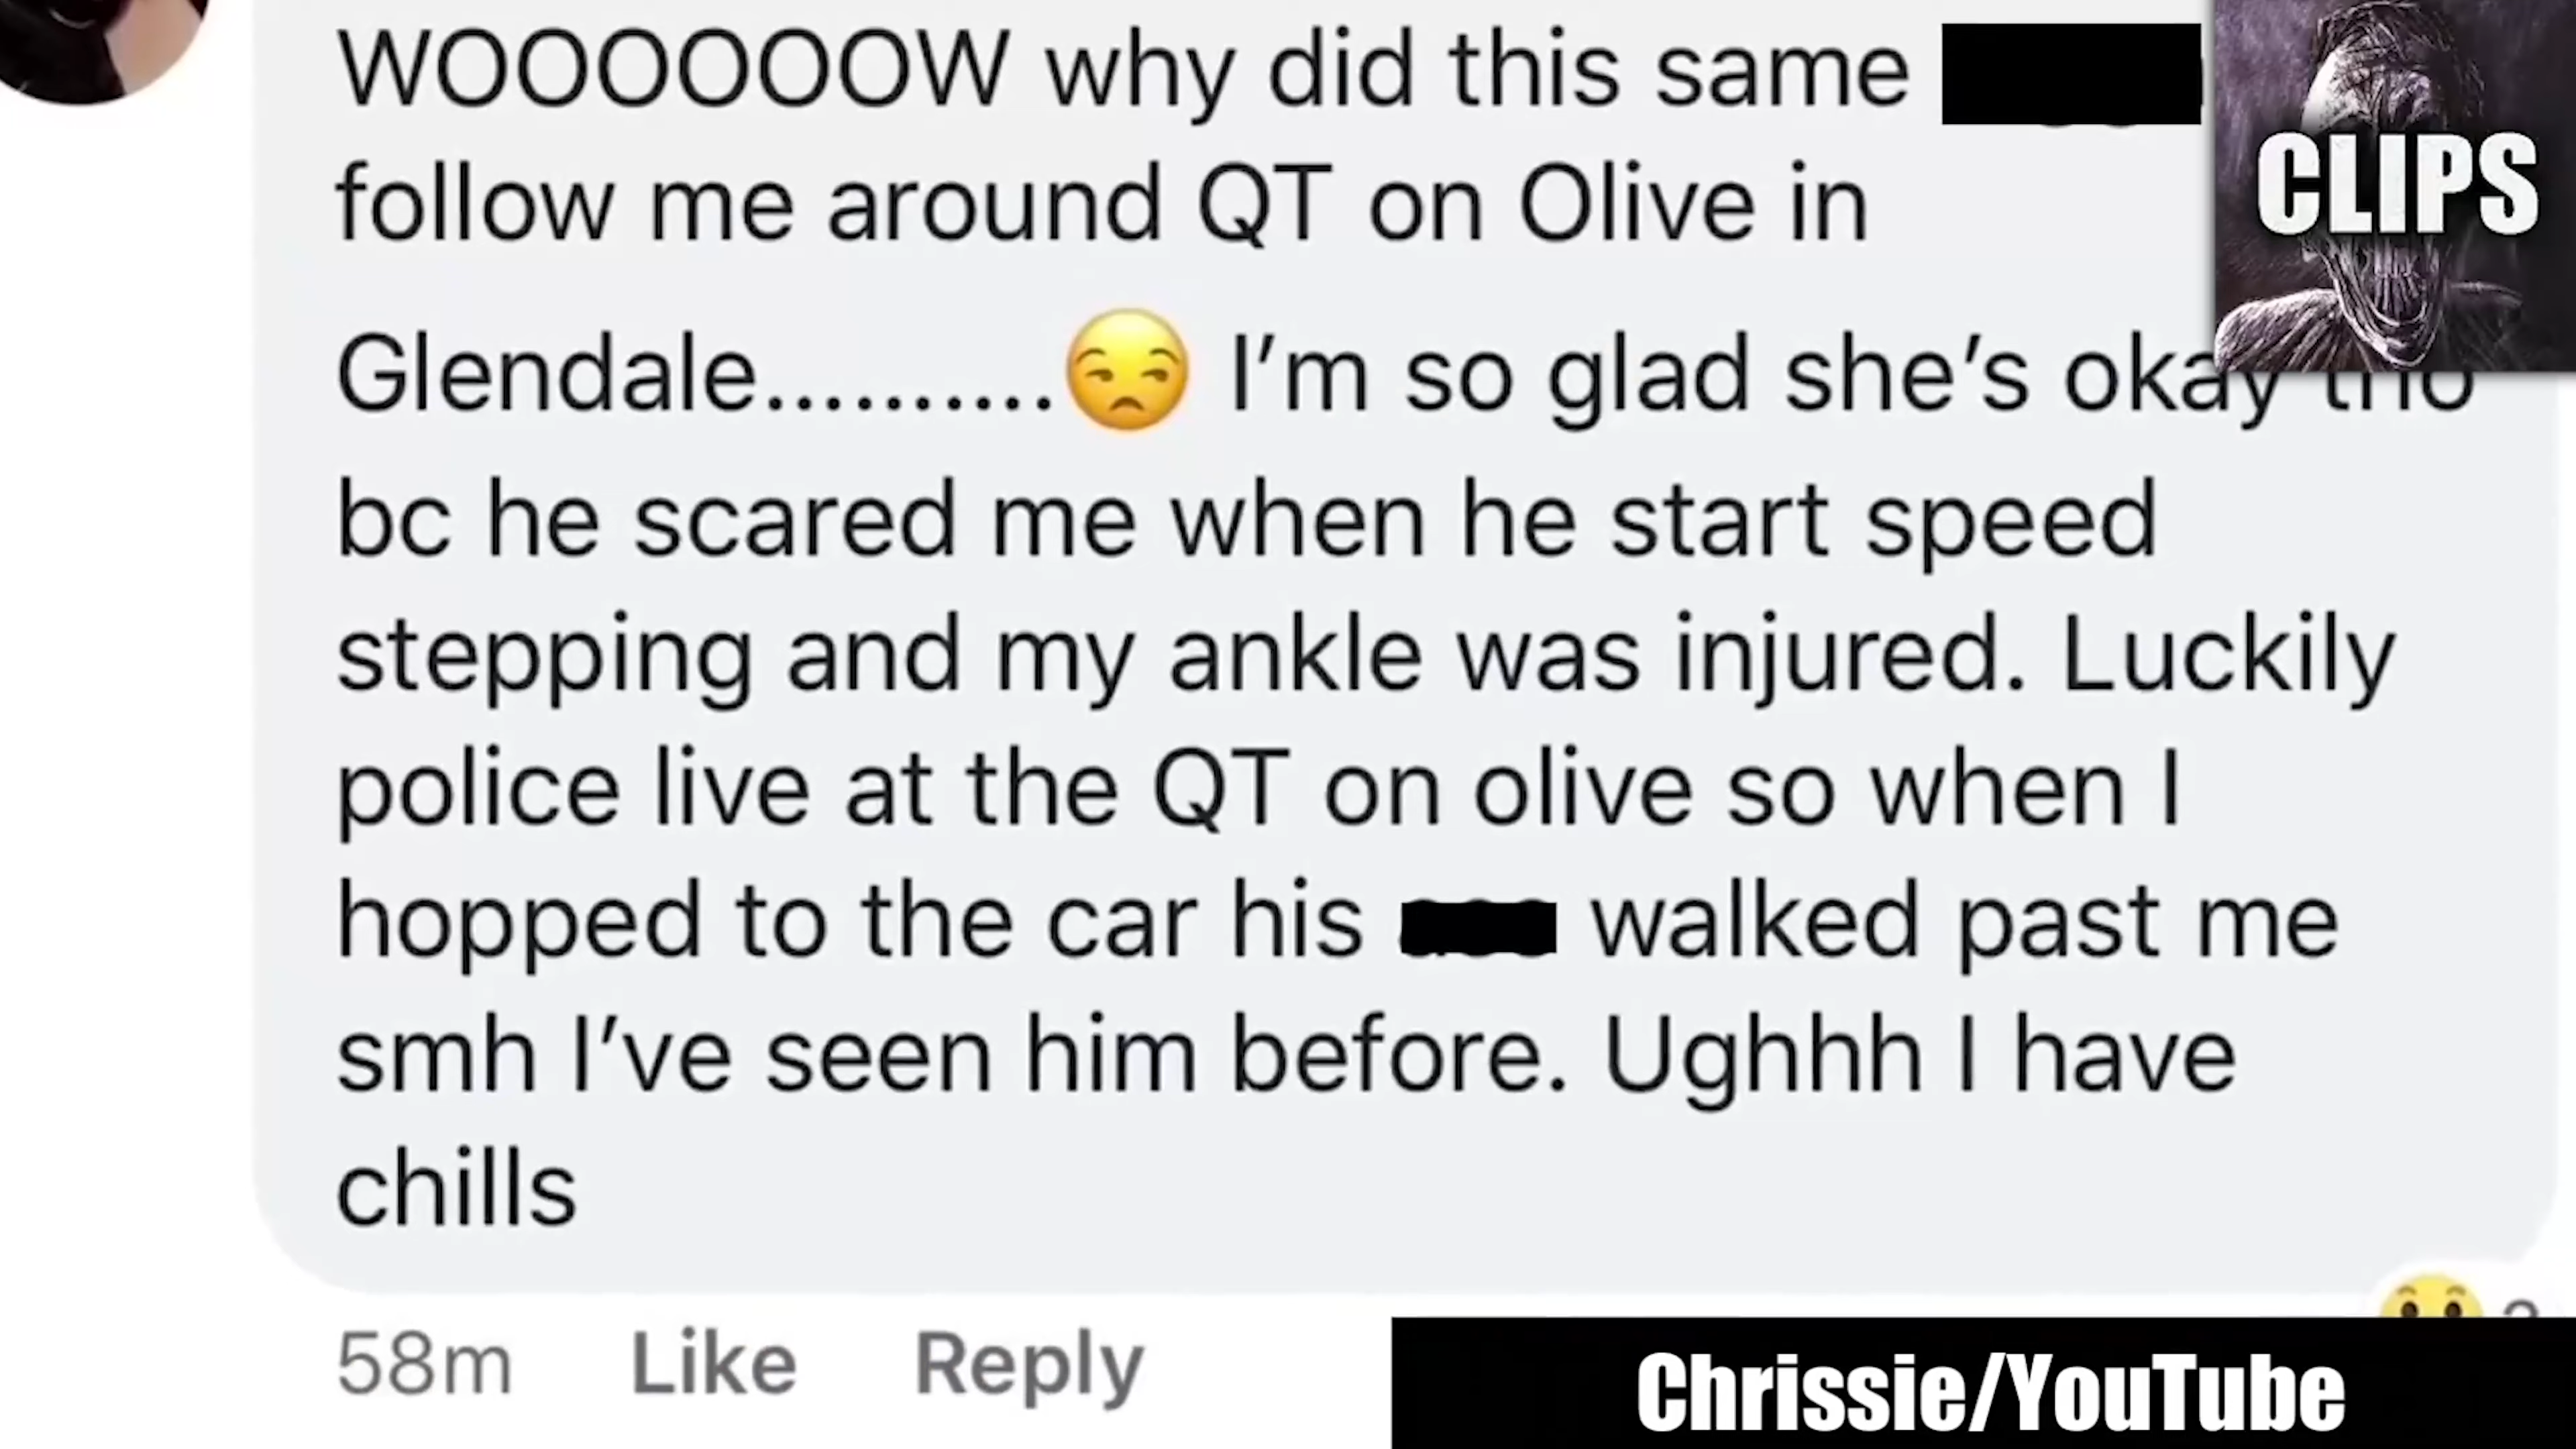 WOOOOOOW why did this same
follow me around QT on Olive in
Glendale..........😒 I'm so glad she's okay tho
bc he scared me when he start speed
stepping and my ankle was injured. Luckily
police live at the QT on olive so when I
hopped to the car his walked past me
smh I've seen him before. Ughhh I have
chills
58m Like Reply
CLIPS
Chrissie/YouTube